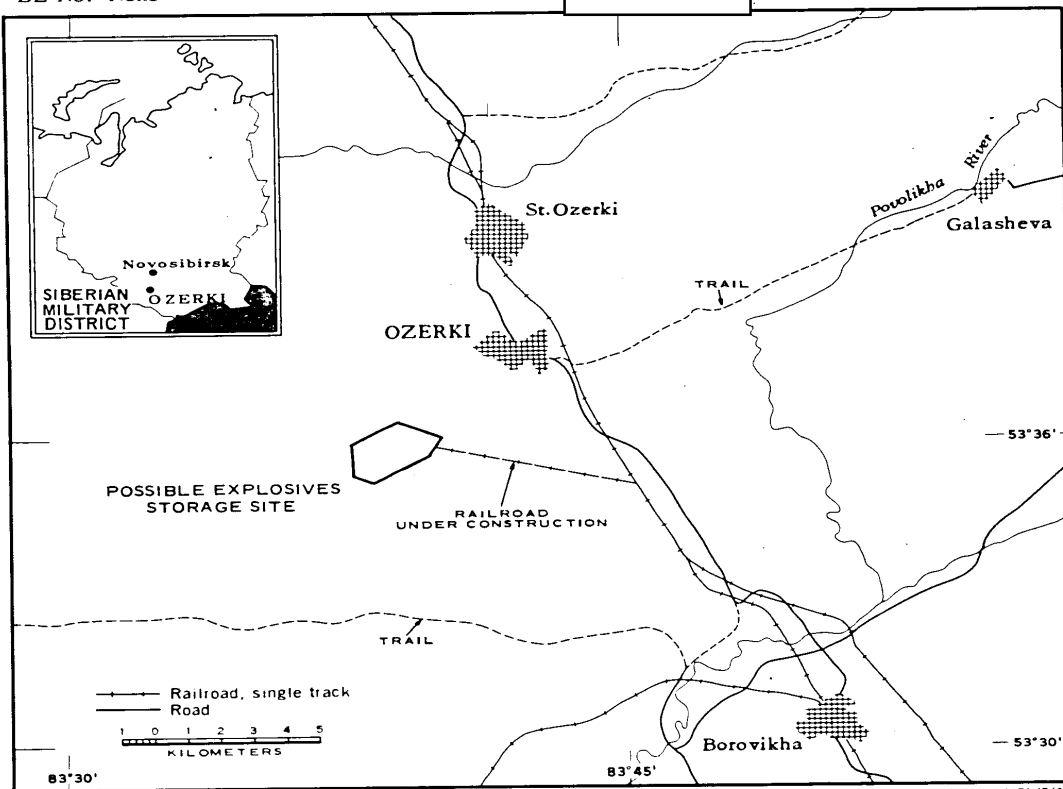 St. Ozerki
River
Povolikha
Galasheva
Novosibirsk
OZERKI
SIBERIAN
MILITARY
DISTRICT
TRAIL
OZERKI
53°36'
POSSIBLE EXPLOSIVES
STORAGE SITE
RAILROAD
UNDER CONSTRUCTION
TRAIL
Railroad, single track
Road
1 0 1 2 3 4 5
KILOMETERS
Borovikha
53°30'
83°30'
83°45'